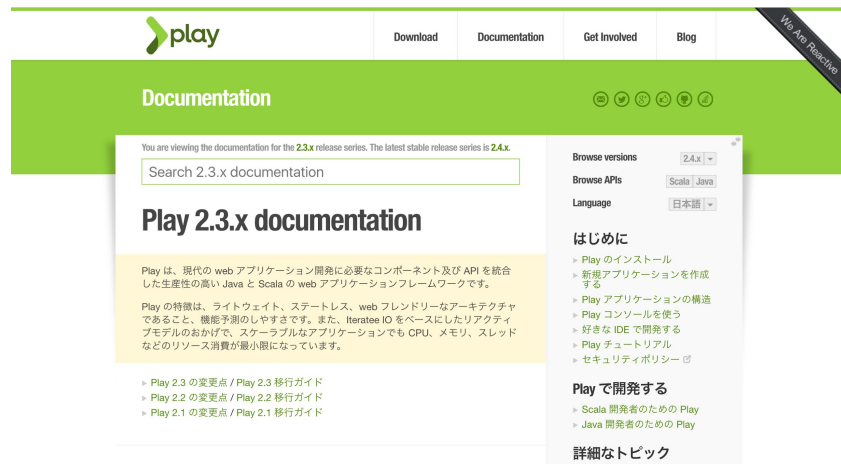 play
Download
Documentation
Get Involved
Blog
We Are Reactive
Documentation
You are viewing the documentation for the 2.3.x release series. The latest stable release series is 2.4.x.
Search 2.3.x documentation
Play 2.3.x documentation
Play は、現代の web アプリケーション開発に必要なコンポーネント及び API を統合
した生産性の高い Java と Scala の web アプリケーションフレームワークです。
Play の特徴は、ライトウェイト、ステートレス、web フレンドリーなアーキテクチャ
であること、機能予測のしやすさです。また、Iteratee IO をベースにしたリアクティ
ブモデルのおかげで、スケーラブルなアプリケーションでも CPU、メモリ、スレッド
などのリソース消費が最小限になっています。
Play 2.3 の変更点 / Play 2.3 移行ガイド
Play 2.2 の変更点 / Play 2.2 移行ガイド
Play 2.1 の変更点 / Play 2.1 移行ガイド
Browse versions 2.4.x
Browse APIs Scala Java
Language 日本語
はじめに
Play のインストール
新規アプリケーションを作成
する
Play アプリケーションの構造
Play コンソールを使う
好きな IDE で開発する
Play チュートリアル
セキュリティポリシー
Play で開発する
Scala 開発者のための Play
Java 開発者のための Play
詳細なトピック